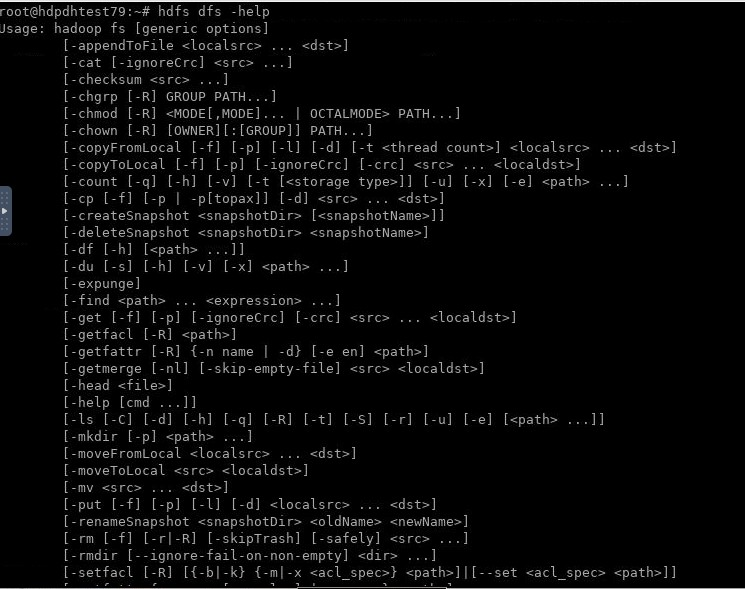 root@hdpdhtest79:~# hdfs dfs -help
Usage: hadoop fs [generic options]
[-appendToFile <localsrc> ... <dst>]
[-cat [-ignoreCrc] <src> ...]
[-checksum <src> ...]
[-chgrp [-R] GROUP PATH...]
[-chmod [-R] <MODE[,MODE]... | OCTALMODE> PATH...]
[-chown [-R] [OWNER][:[GROUP]] PATH...]
[-copyFromLocal [-f] [-p] [-l] [-d] [-t <thread count>] <localsrc> ... <dst>]
[-copyToLocal [-f] [-p] [-ignoreCrc] [-crc] <src> ... <localdst>]
[-count [-q] [-h] [-v] [-t [<storage type>]] [-u] [-x] [-e] <path> ...]
[-cp [-f] [-p | -p[topax]] [-d] <src> ... <dst>]
[-createSnapshot <snapshotDir> [<snapshotName>]]
[-deleteSnapshot <snapshotDir> <snapshotName>]
[-df [-h] [<path> ...]]
[-du [-s] [-h] [-v] [-x] <path> ...]
[-expunge]
[-find <path> ... <expression> ...]
[-get [-f] [-p] [-ignoreCrc] [-crc] <src> ... <localdst>]
[-getfacl [-R] <path>]
[-getfattr [-R] {-n name | -d} [-e en] <path>]
[-getmerge [-nl] [-skip-empty-file] <src> <localdst>]
[-head <file>]
[-help [cmd ...]]
[-ls [-C] [-d] [-h] [-q] [-R] [-t] [-S] [-r] [-u] [-e] [<path> ...]]
[-mkdir [-p] <path> ...]
[-moveFromLocal <localsrc> ... <dst>]
[-moveToLocal <src> <localdst>]
[-mv <src> ... <dst>]
[-put [-f] [-p] [-l] [-d] <localsrc> ... <dst>]
[-renameSnapshot <snapshotDir> <oldName> <newName>]
[-rm [-f] [-r|-R] [-skipTrash] [-safely] <src> ...]
[-rmdir [--ignore-fail-on-non-empty] <dir> ...]
[-setfacl [-R] [{-b|-k} {-m|-x <acl_spec>} <path>]|[--set <acl_spec> <path>]]